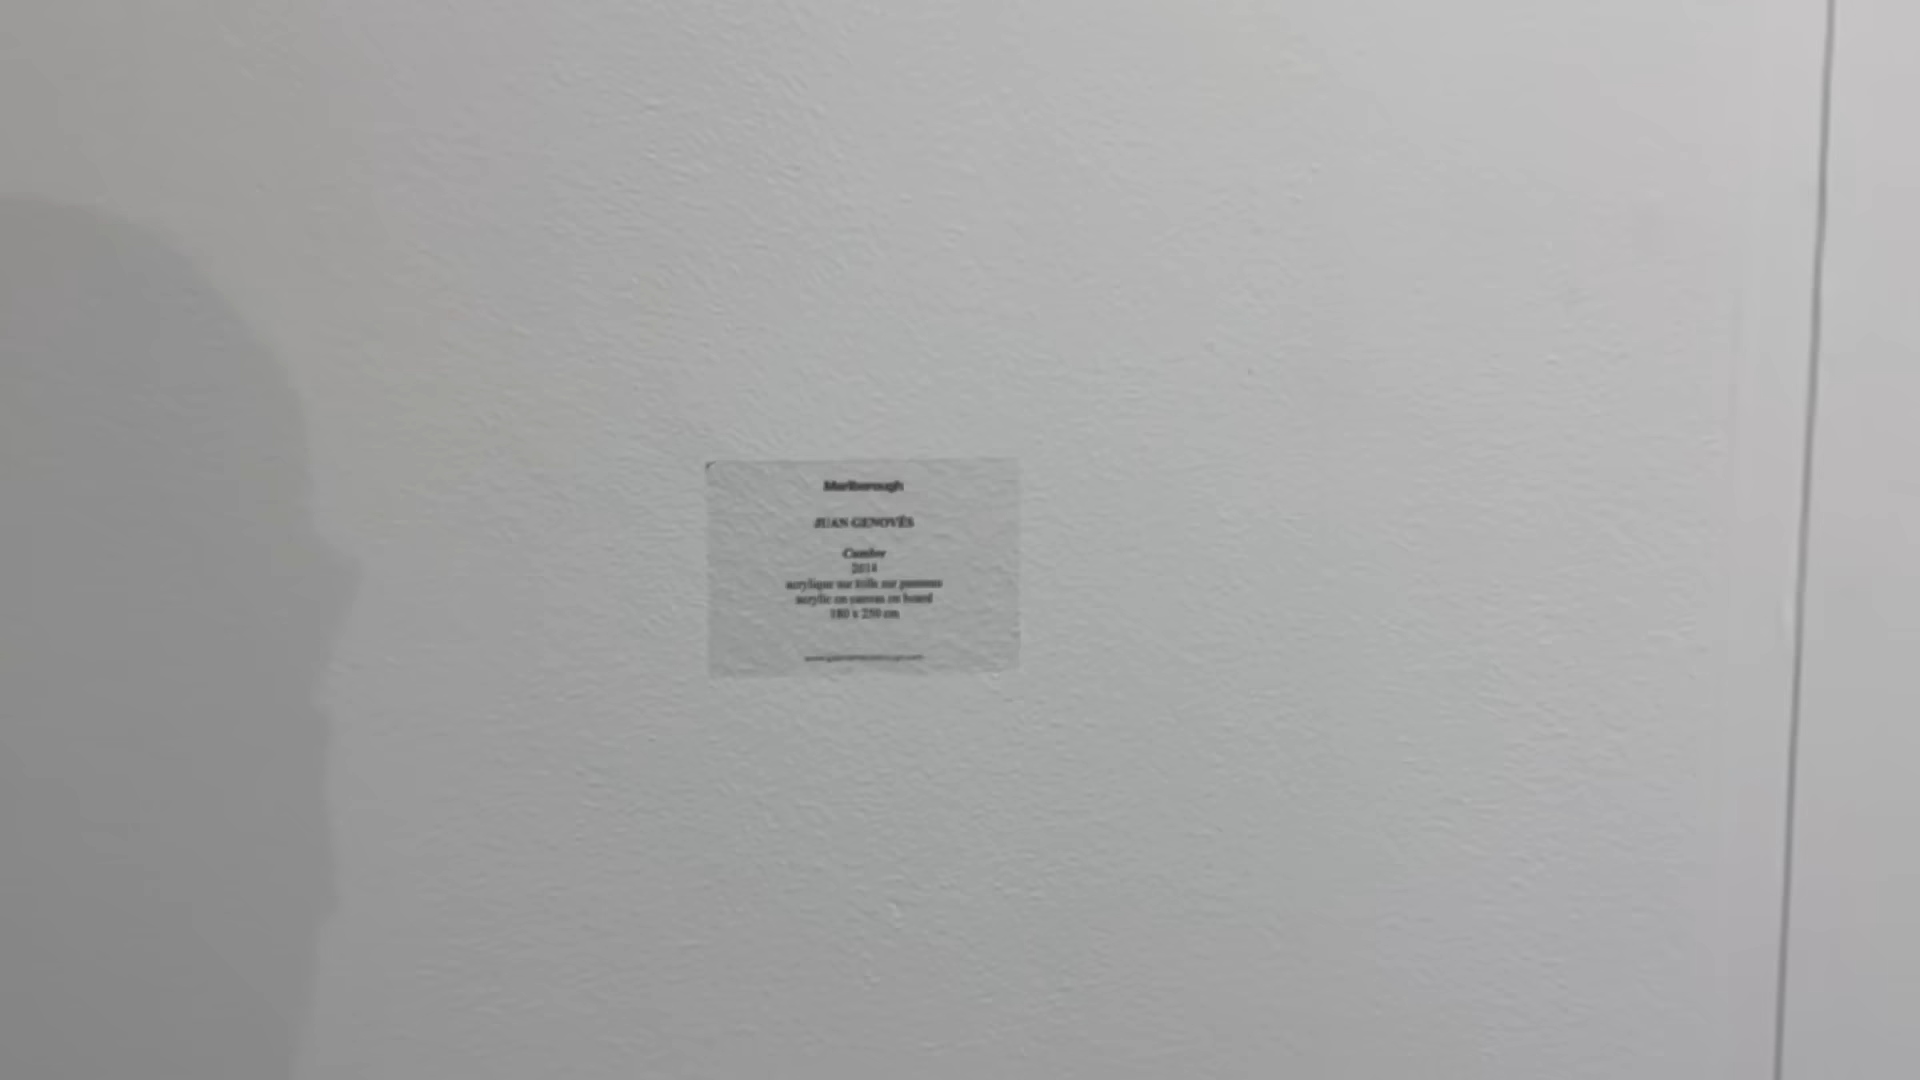 Marlborough
JUAN GENOVÉS
2014
acrylique sur toile sur panneau
acrylic on canvas on board
180 x 250 cm